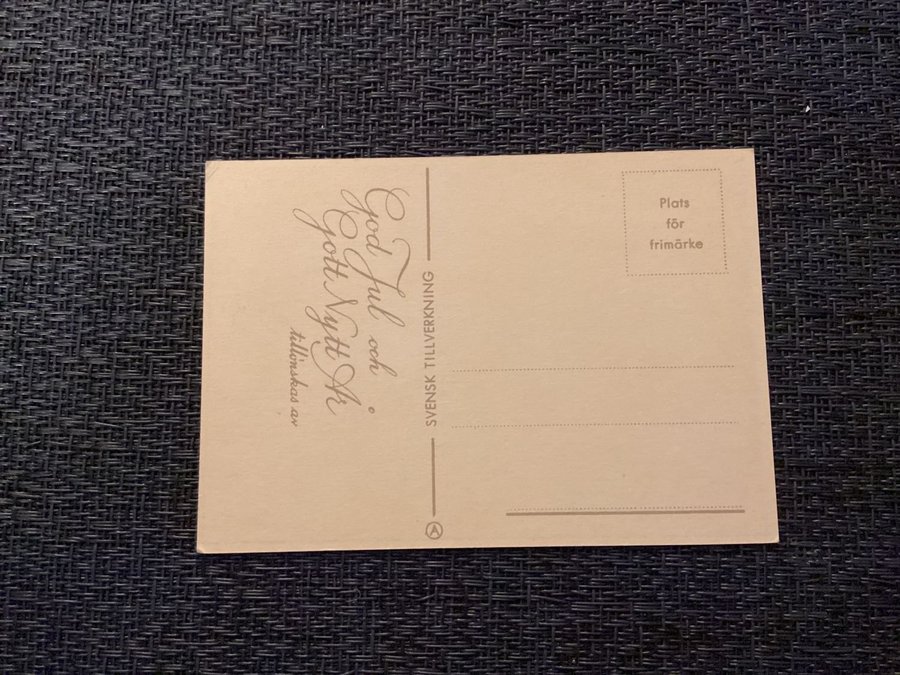 God Jul och
Gott Nytt År
tillönskas av
SVENSK TILLVERKNING
A
Plats
för
frimärke